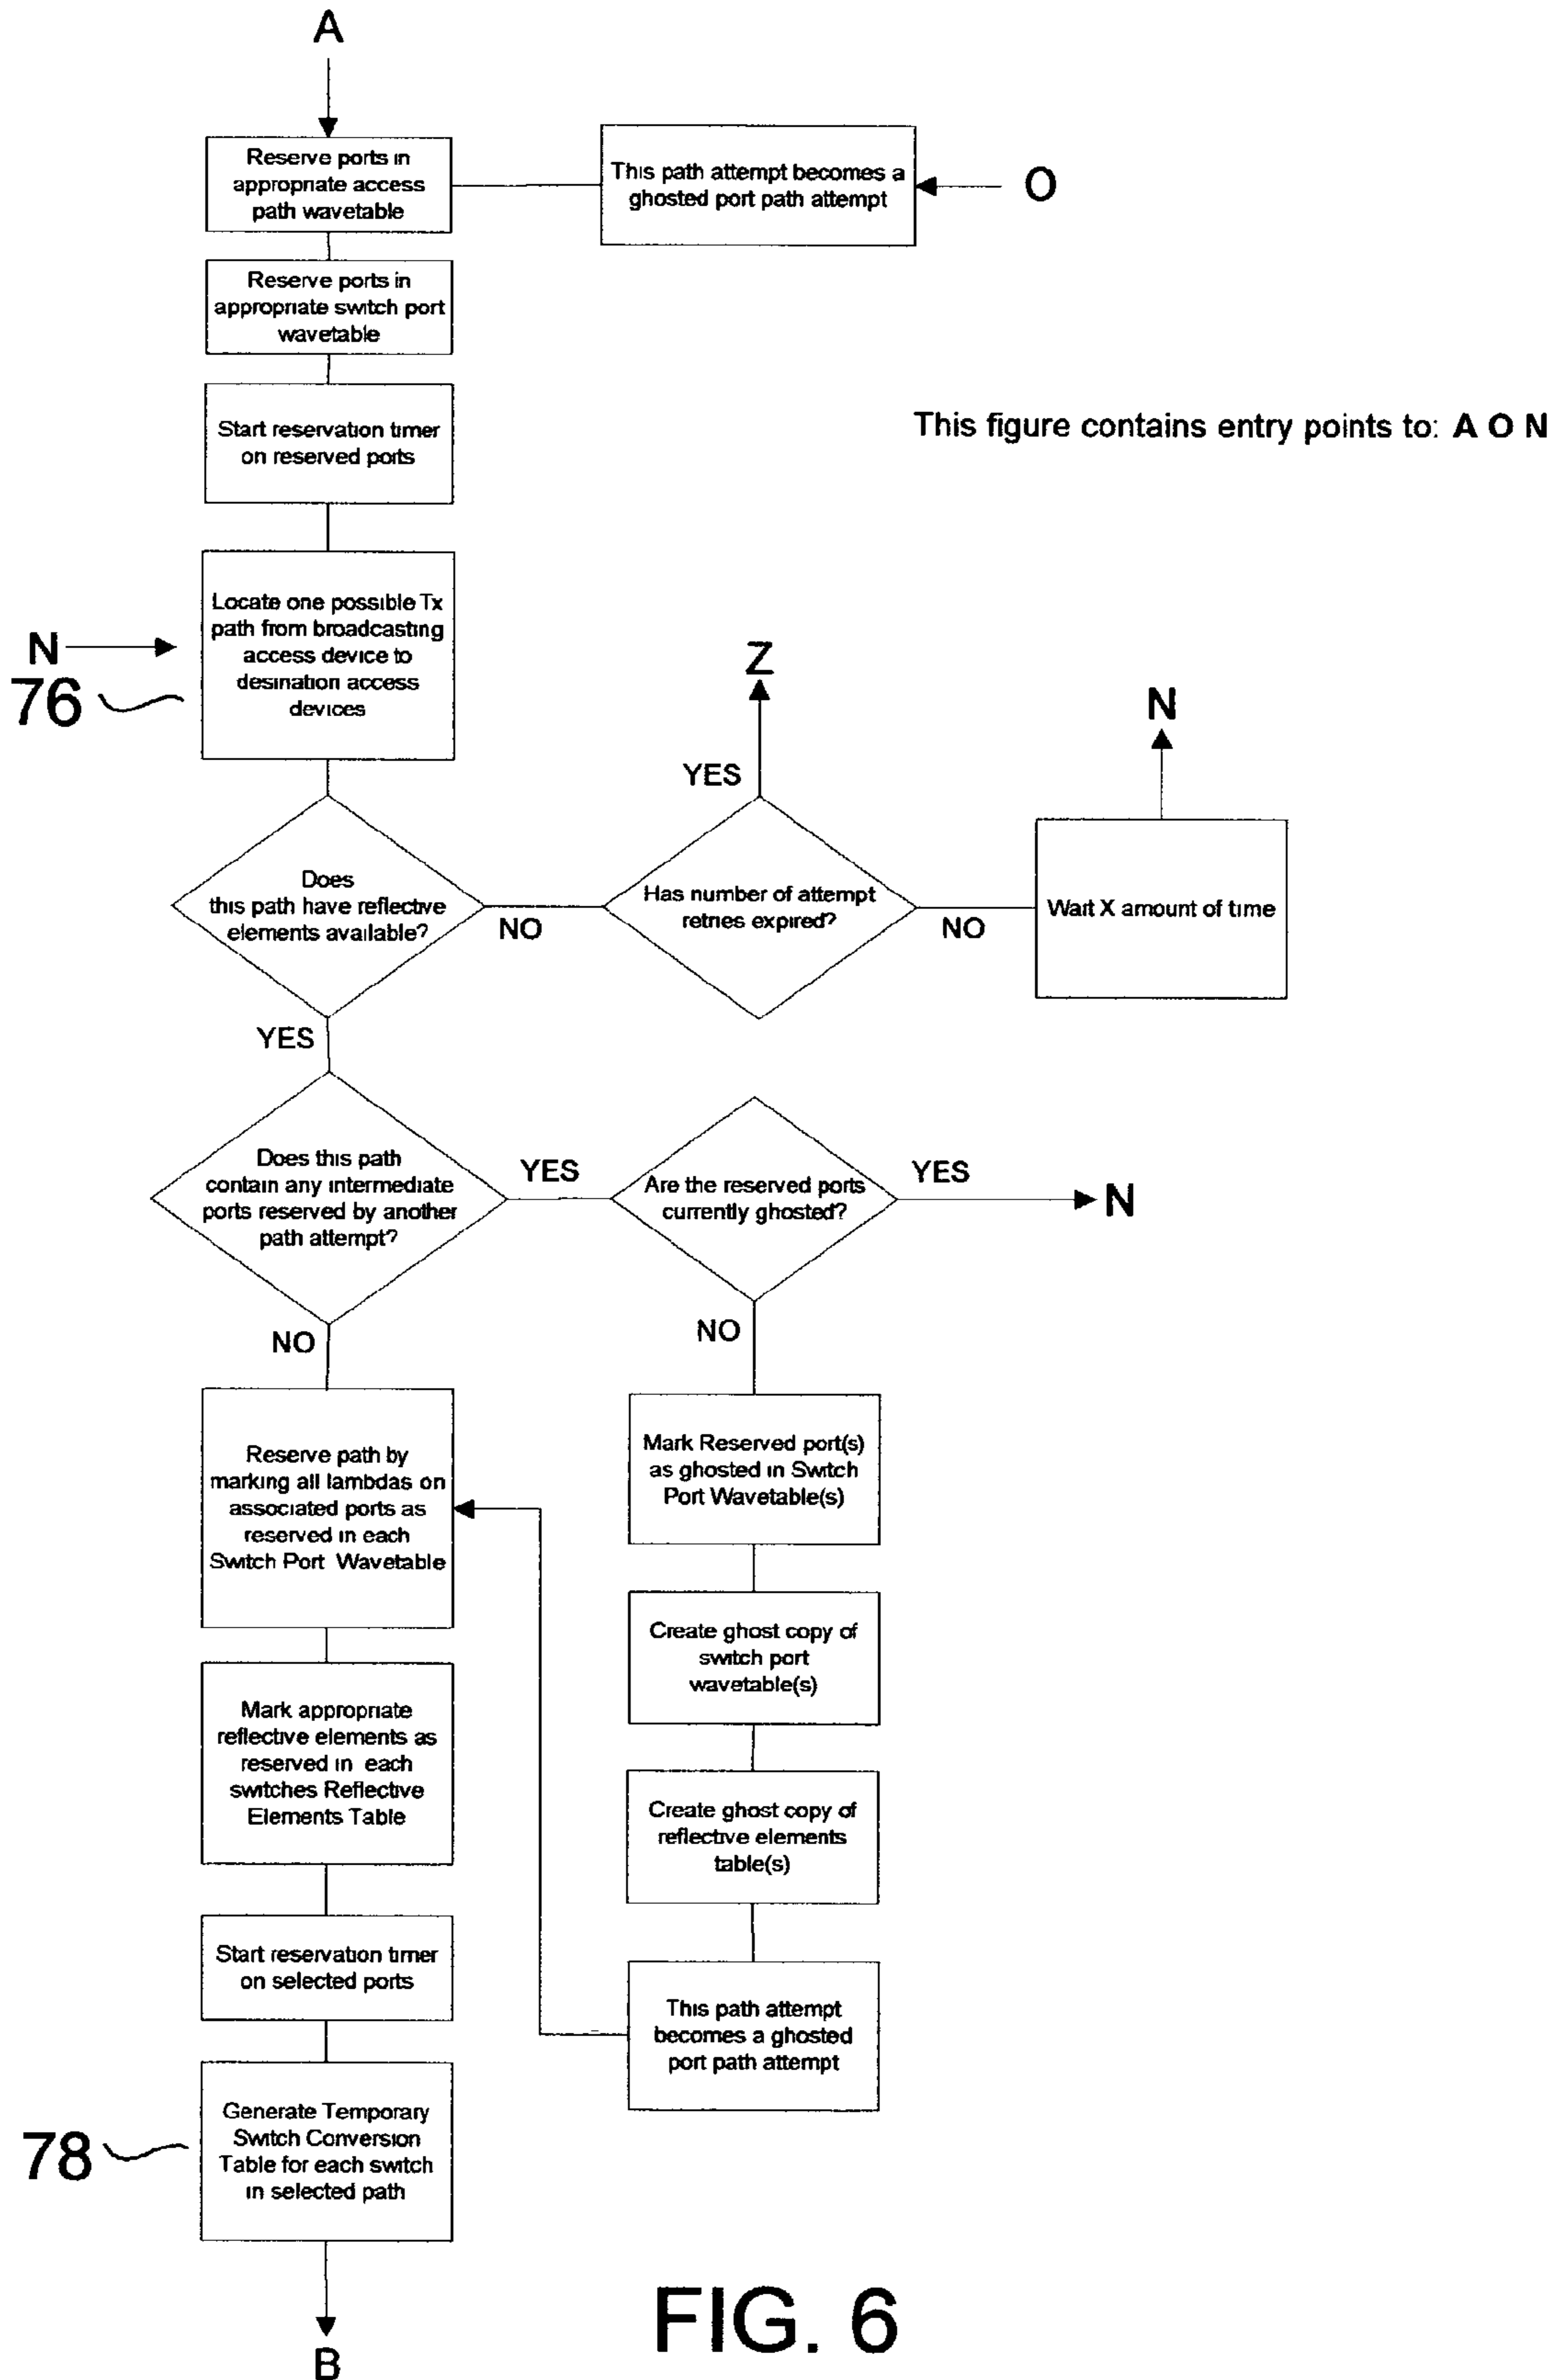 A
Reserve ports in
appropriate access
path wavetable
This path attempt becomes a
ghosted port path attempt
O
Reserve ports in
appropriate switch port
wavetable
Start reservation timer
on reserved ports
This figure contains entry points to: A O N
Locate one possible Tx
path from broadcasting
access device to
desination access
devices
N
76
Z
N
YES
Does
this path have reflective
elements available?
NO
Has number of attempt
retries expired?
NO
Wait X amount of time
YES
Does this path
contain any intermediate
ports reserved by another
path attempt?
YES
Are the reserved ports
currently ghosted?
YES
N
NO
NO
Reserve path by
marking all lambdas on
associated ports as
reserved in each
Switch Port Wavetable
Mark Reserved port(s)
as ghosted in Switch
Port Wavetable(s)
Create ghost copy of
switch port
wavetable(s)
Mark appropriate
reflective elements as
reserved in each
switches Reflective
Elements Table
Create ghost copy of
reflective elements
table(s)
Start reservation timer
on selected ports
This path attempt
becomes a ghosted
port path attempt
78
Generate Temporary
Switch Conversion
Table for each switch
in selected path
B
FIG. 6